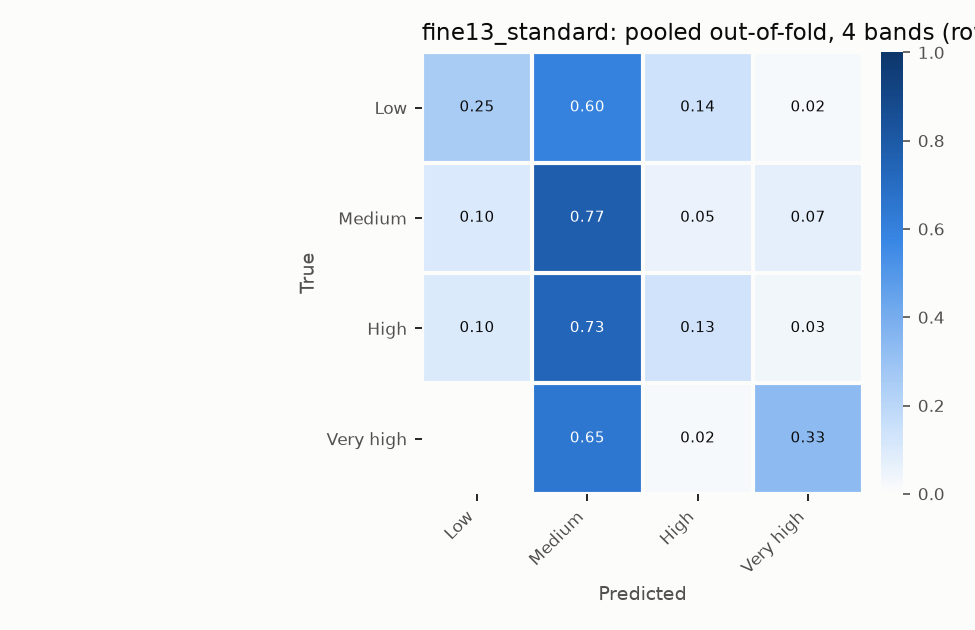 fine13_standard: pooled out-of-fold, 4 bands (ro
1.0
Low 0.25 0.60 0.14 0.02
0.8
Medium 0.10 0.77 0.05 0.07
0.6
True
High 0.10 0.73 0.13 0.03
0.4
0.2
Very high 0.65 0.02 0.33
0.0
Low Medium High Very high
Predicted